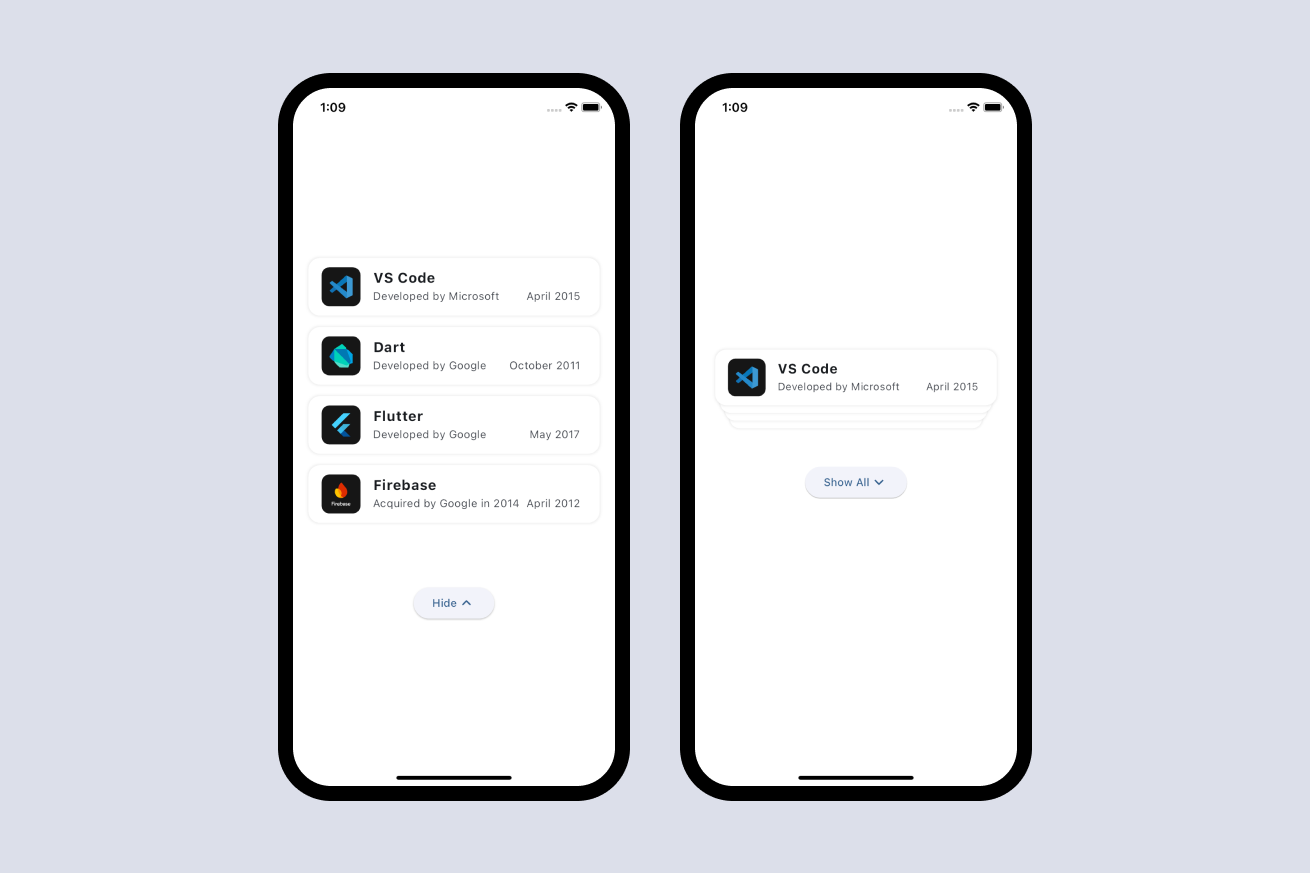 1:09
VS Code
Developed by Microsoft April 2015
Dart
Developed by Google October 2011
Flutter
Developed by Google May 2017
Firebase
Firebase
Acquired by Google in 2014 April 2012
Hide
1:09
VS Code
Developed by Microsoft April 2015
Show All